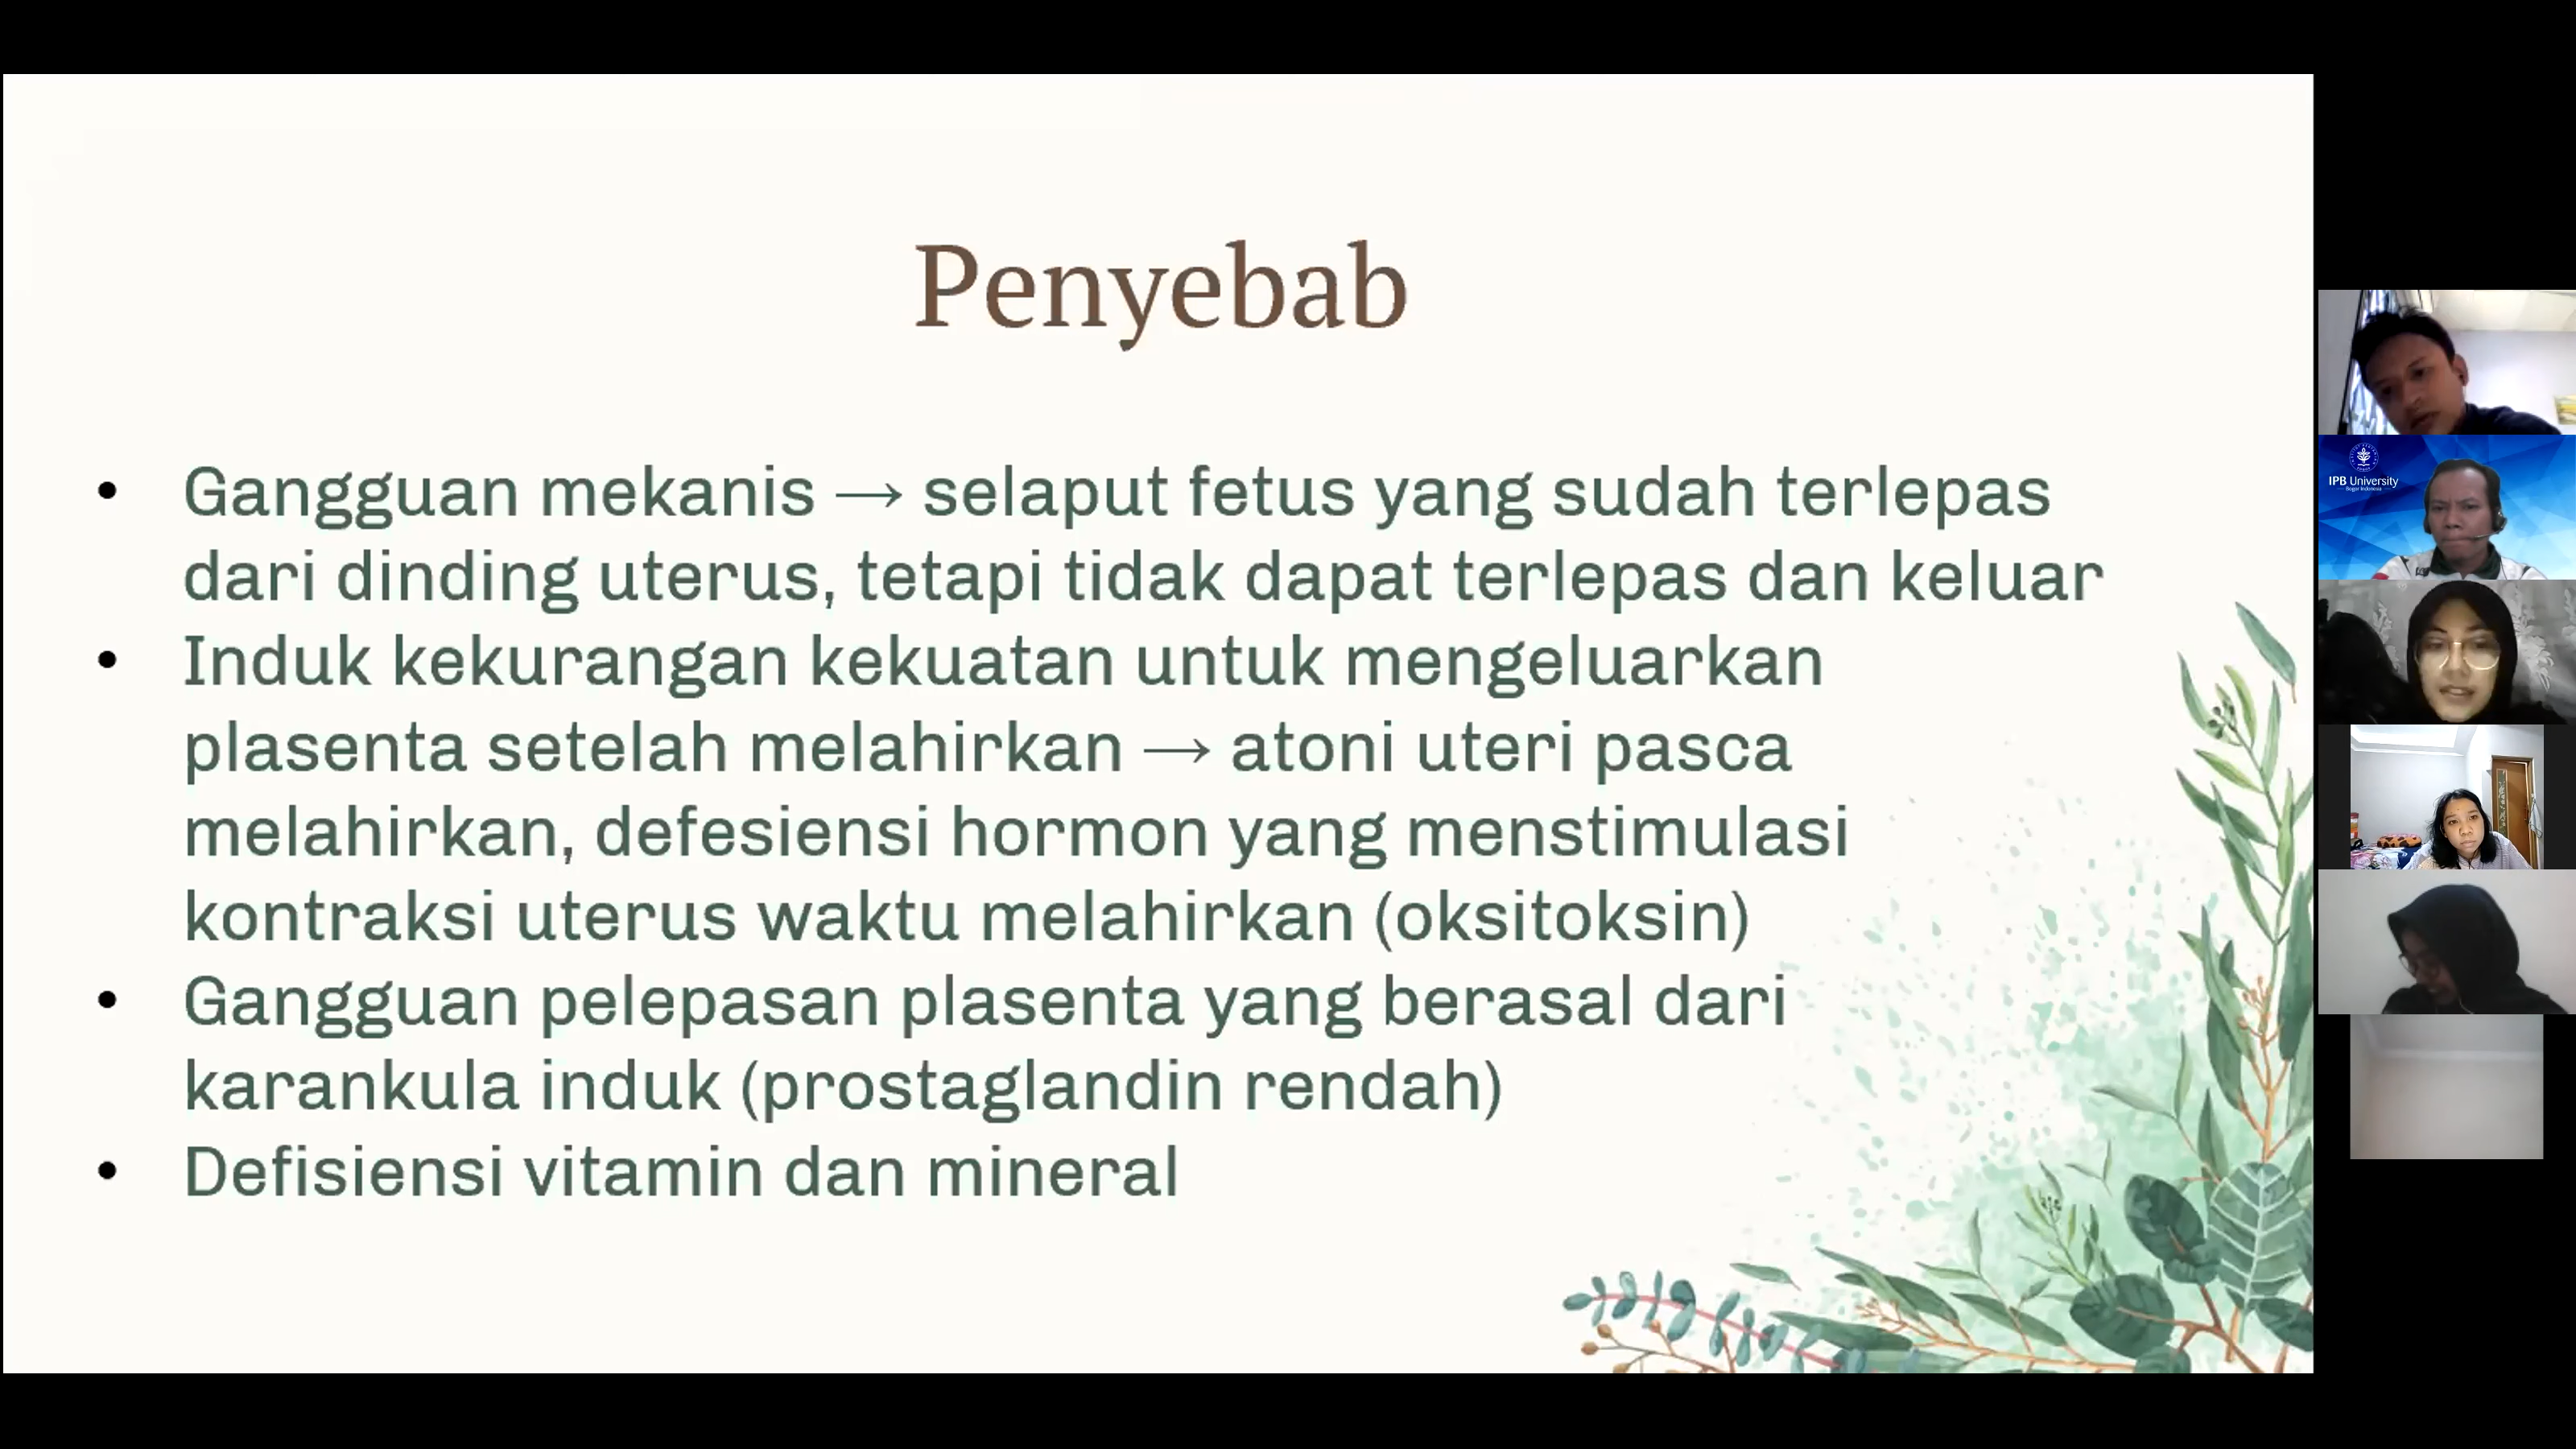 Penyebab
• Gangguan mekanis → selaput fetus yang sudah terlepas
dari dinding uterus, tetapi tidak dapat terlepas dan keluar
• Induk kekurangan kekuatan untuk mengeluarkan
plasenta setelah melahirkan → atoni uteri pasca
melahirkan, defesiensi hormon yang menstimulasi
kontraksi uterus waktu melahirkan (oksitoksin)
• Gangguan pelepasan plasenta yang berasal dari
karankula induk (prostaglandin rendah)
• Defisiensi vitamin dan mineral
IPB University
Bogor Indonesia